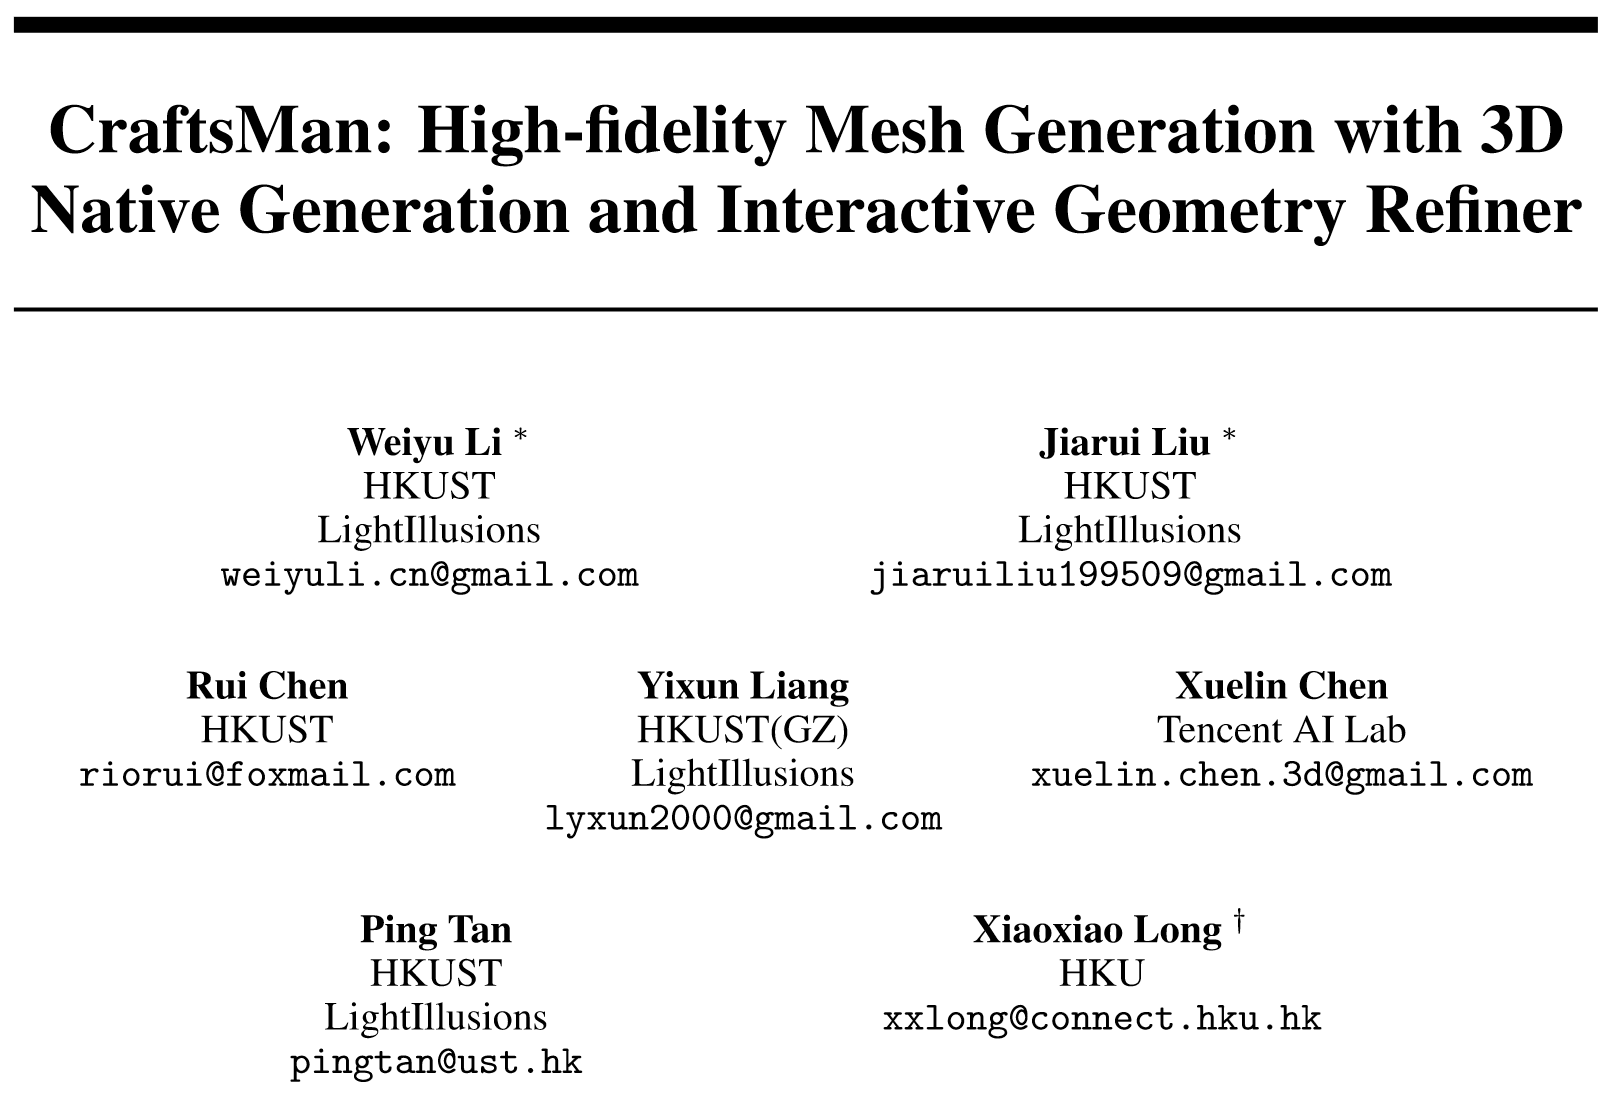 CraftsMan: High-fidelity Mesh Generation with 3D
Native Generation and Interactive Geometry Refiner
Weiyu Li *
HKUST
LightIllusions
weiyuli.cn@gmail.com
Jiarui Liu *
HKUST
LightIllusions
jiaruiliu199509@gmail.com
Rui Chen
HKUST
riorui@foxmail.com
Yixun Liang
HKUST(GZ)
LightIllusions
lyxun2000@gmail.com
Xuelin Chen
Tencent AI Lab
xuelin.chen.3d@gmail.com
Ping Tan
HKUST
LightIllusions
pingtan@ust.hk
Xiaoxiao Long †
HKU
xxlong@connect.hku.hk